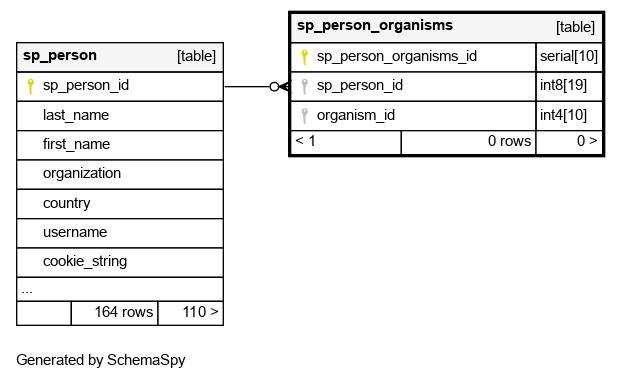 sp_person [table]
sp_person_id
last_name
first_name
organization
country
username
cookie_string
...
164 rows 110 >
sp_person_organisms [table]
sp_person_organisms_id serial[10]
sp_person_id int8[19]
organism_id int4[10]
< 1 0 rows 0 >
Generated by SchemaSpy